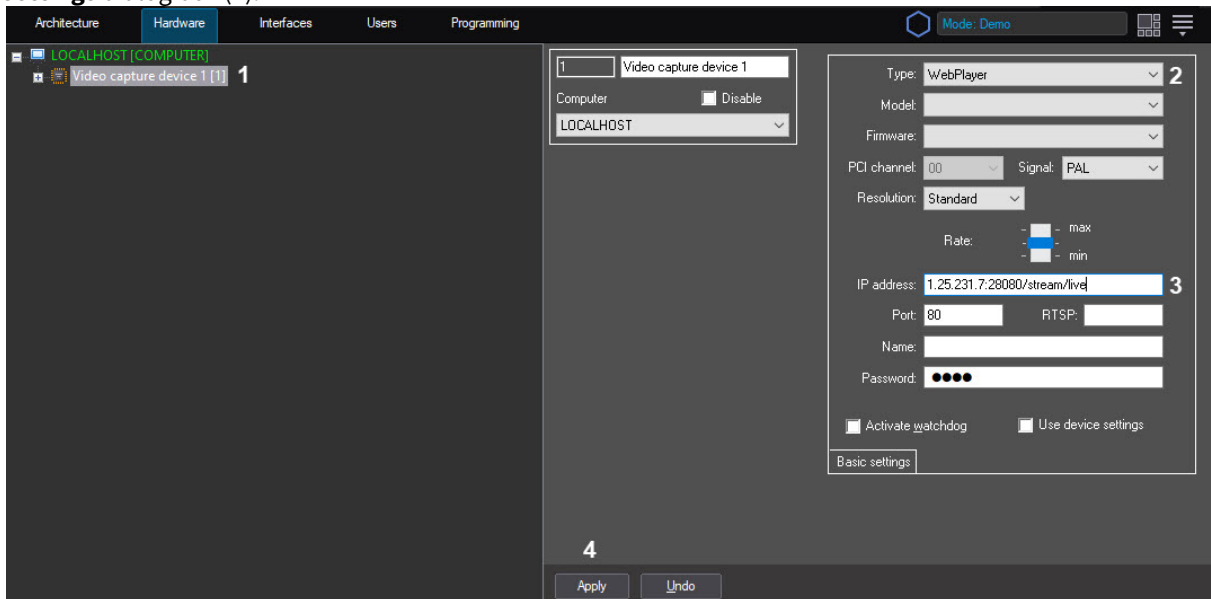 Architecture Hardware Interfaces Users Programming Mode: Demo
LOCALHOST [COMPUTER]
Video capture device 1 [1] 1
1 Video capture device 1
Computer Disable
LOCALHOST
Type: WebPlayer 2
Model:
Firmware:
PCI channel: 00 Signal: PAL
Resolution: Standard
max
Rate:
min
IP address: 1.25.231.7:28080/stream/live 3
Port: 80 RTSP:
Name:
Password: ●●●●
Activate watchdog Use device settings
Basic settings
4
Apply Undo